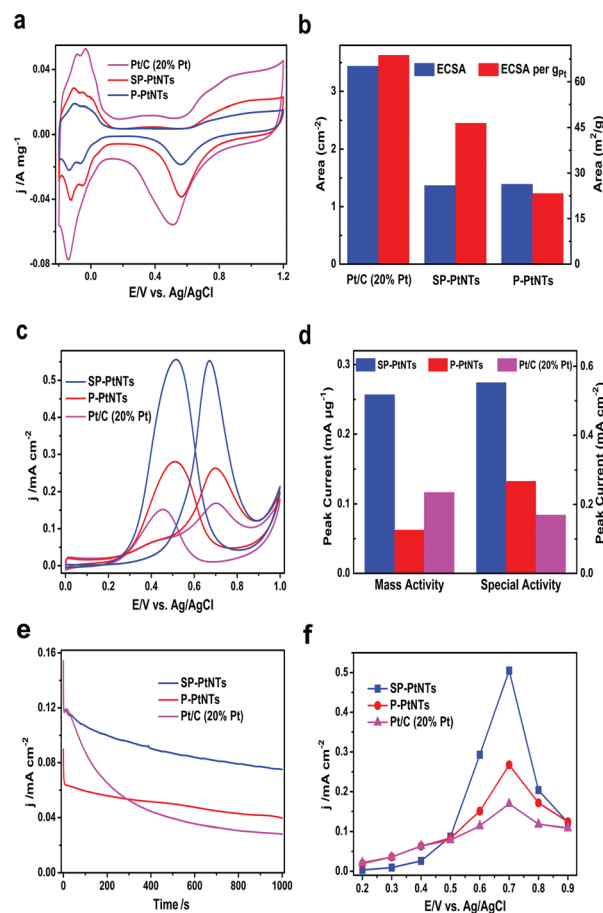 a
Pt/C (20% Pt)
SP-PtNTs
P-PtNTs
0.04
0.00
-0.04
-0.08
0.0
0.4
0.8
1.2
j /A mg⁻¹
E/V vs. Ag/AgCl
b
ECSA
ECSA per gPt
4
3
2
1
0
60
45
30
15
0
Area (cm⁻²)
Area (m²/g)
Pt/C (20% Pt)
SP-PtNTs
P-PtNTs
c
SP-PtNTs
P-PtNTs
Pt/C (20% Pt)
0.5
0.4
0.3
0.2
0.1
0.0
0.0
0.2
0.4
0.6
0.8
1.0
j /mA cm⁻²
E/V vs. Ag/AgCl
d
SP-PtNTs
P-PtNTs
Pt/C (20% Pt)
0.3
0.2
0.1
0.0
0.6
0.4
0.2
0.0
Peak Current (mA μg⁻¹)
Peak Current (mA cm⁻²)
Mass Activity
Special Activity
e
SP-PtNTs
P-PtNTs
Pt/C (20% Pt)
0.16
0.12
0.08
0.04
0.00
0
200
400
600
800
1000
j /mA cm⁻²
Time /s
f
SP-PtNTs
P-PtNTs
Pt/C (20% Pt)
0.5
0.4
0.3
0.2
0.1
0.0
0.2
0.3
0.4
0.5
0.6
0.7
0.8
0.9
j /mA cm⁻²
E/V vs. Ag/AgCl